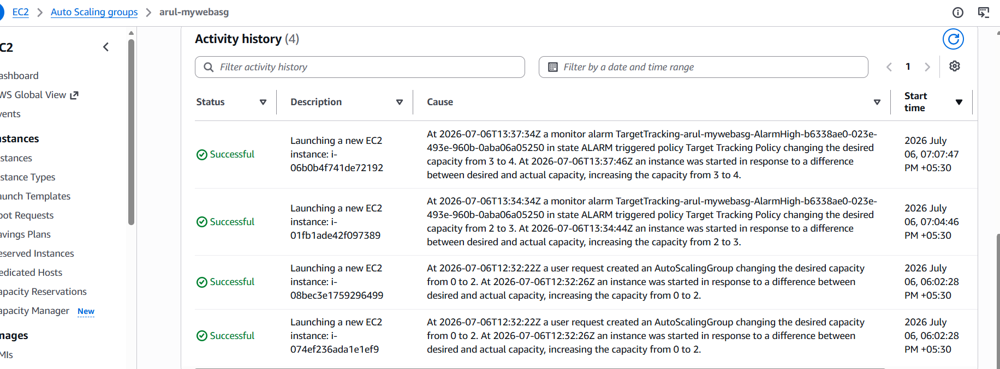 EC2 Auto Scaling groups arul-mywebasg
C2
ashboard
WS Global View
vents
nstances
stances
stance Types
aunch Templates
pot Requests
avings Plans
eserved Instances
edicated Hosts
apacity Reservations
apacity Manager New
mages
MIs
Activity history (4)
Filter activity history
Filter by a date and time range
1
Status
Description
Cause
Start
time
Successful
Launching a new EC2
instance: i-
06b0b4f741de72192
At 2026-07-06T13:37:34Z a monitor alarm TargetTracking-arul-mywebasg-AlarmHigh-b6338ae0-023e-
493e-960b-0aba06a05250 in state ALARM triggered policy Target Tracking Policy changing the desired
capacity from 3 to 4. At 2026-07-06T13:37:46Z an instance was started in response to a difference
between desired and actual capacity, increasing the capacity from 3 to 4.
2026 July
06, 07:07:47
PM +05:30
Successful
Launching a new EC2
instance: i-
01fb1ade42f097389
At 2026-07-06T13:34:34Z a monitor alarm TargetTracking-arul-mywebasg-AlarmHigh-b6338ae0-023e-
493e-960b-0aba06a05250 in state ALARM triggered policy Target Tracking Policy changing the desired
capacity from 2 to 3. At 2026-07-06T13:34:44Z an instance was started in response to a difference
between desired and actual capacity, increasing the capacity from 2 to 3.
2026 July
06, 07:04:46
PM +05:30
Successful
Launching a new EC2
instance: i-
08bec3e1759296499
At 2026-07-06T12:32:22Z a user request created an AutoScalingGroup changing the desired capacity
from 0 to 2. At 2026-07-06T12:32:26Z an instance was started in response to a difference between
desired and actual capacity, increasing the capacity from 0 to 2.
2026 July
06, 06:02:28
PM +05:30
Successful
Launching a new EC2
instance: i-
074ef236ada1e1ef9
At 2026-07-06T12:32:22Z a user request created an AutoScalingGroup changing the desired capacity
from 0 to 2. At 2026-07-06T12:32:26Z an instance was started in response to a difference between
desired and actual capacity, increasing the capacity from 0 to 2.
2026 July
06, 06:02:28
PM +05:30